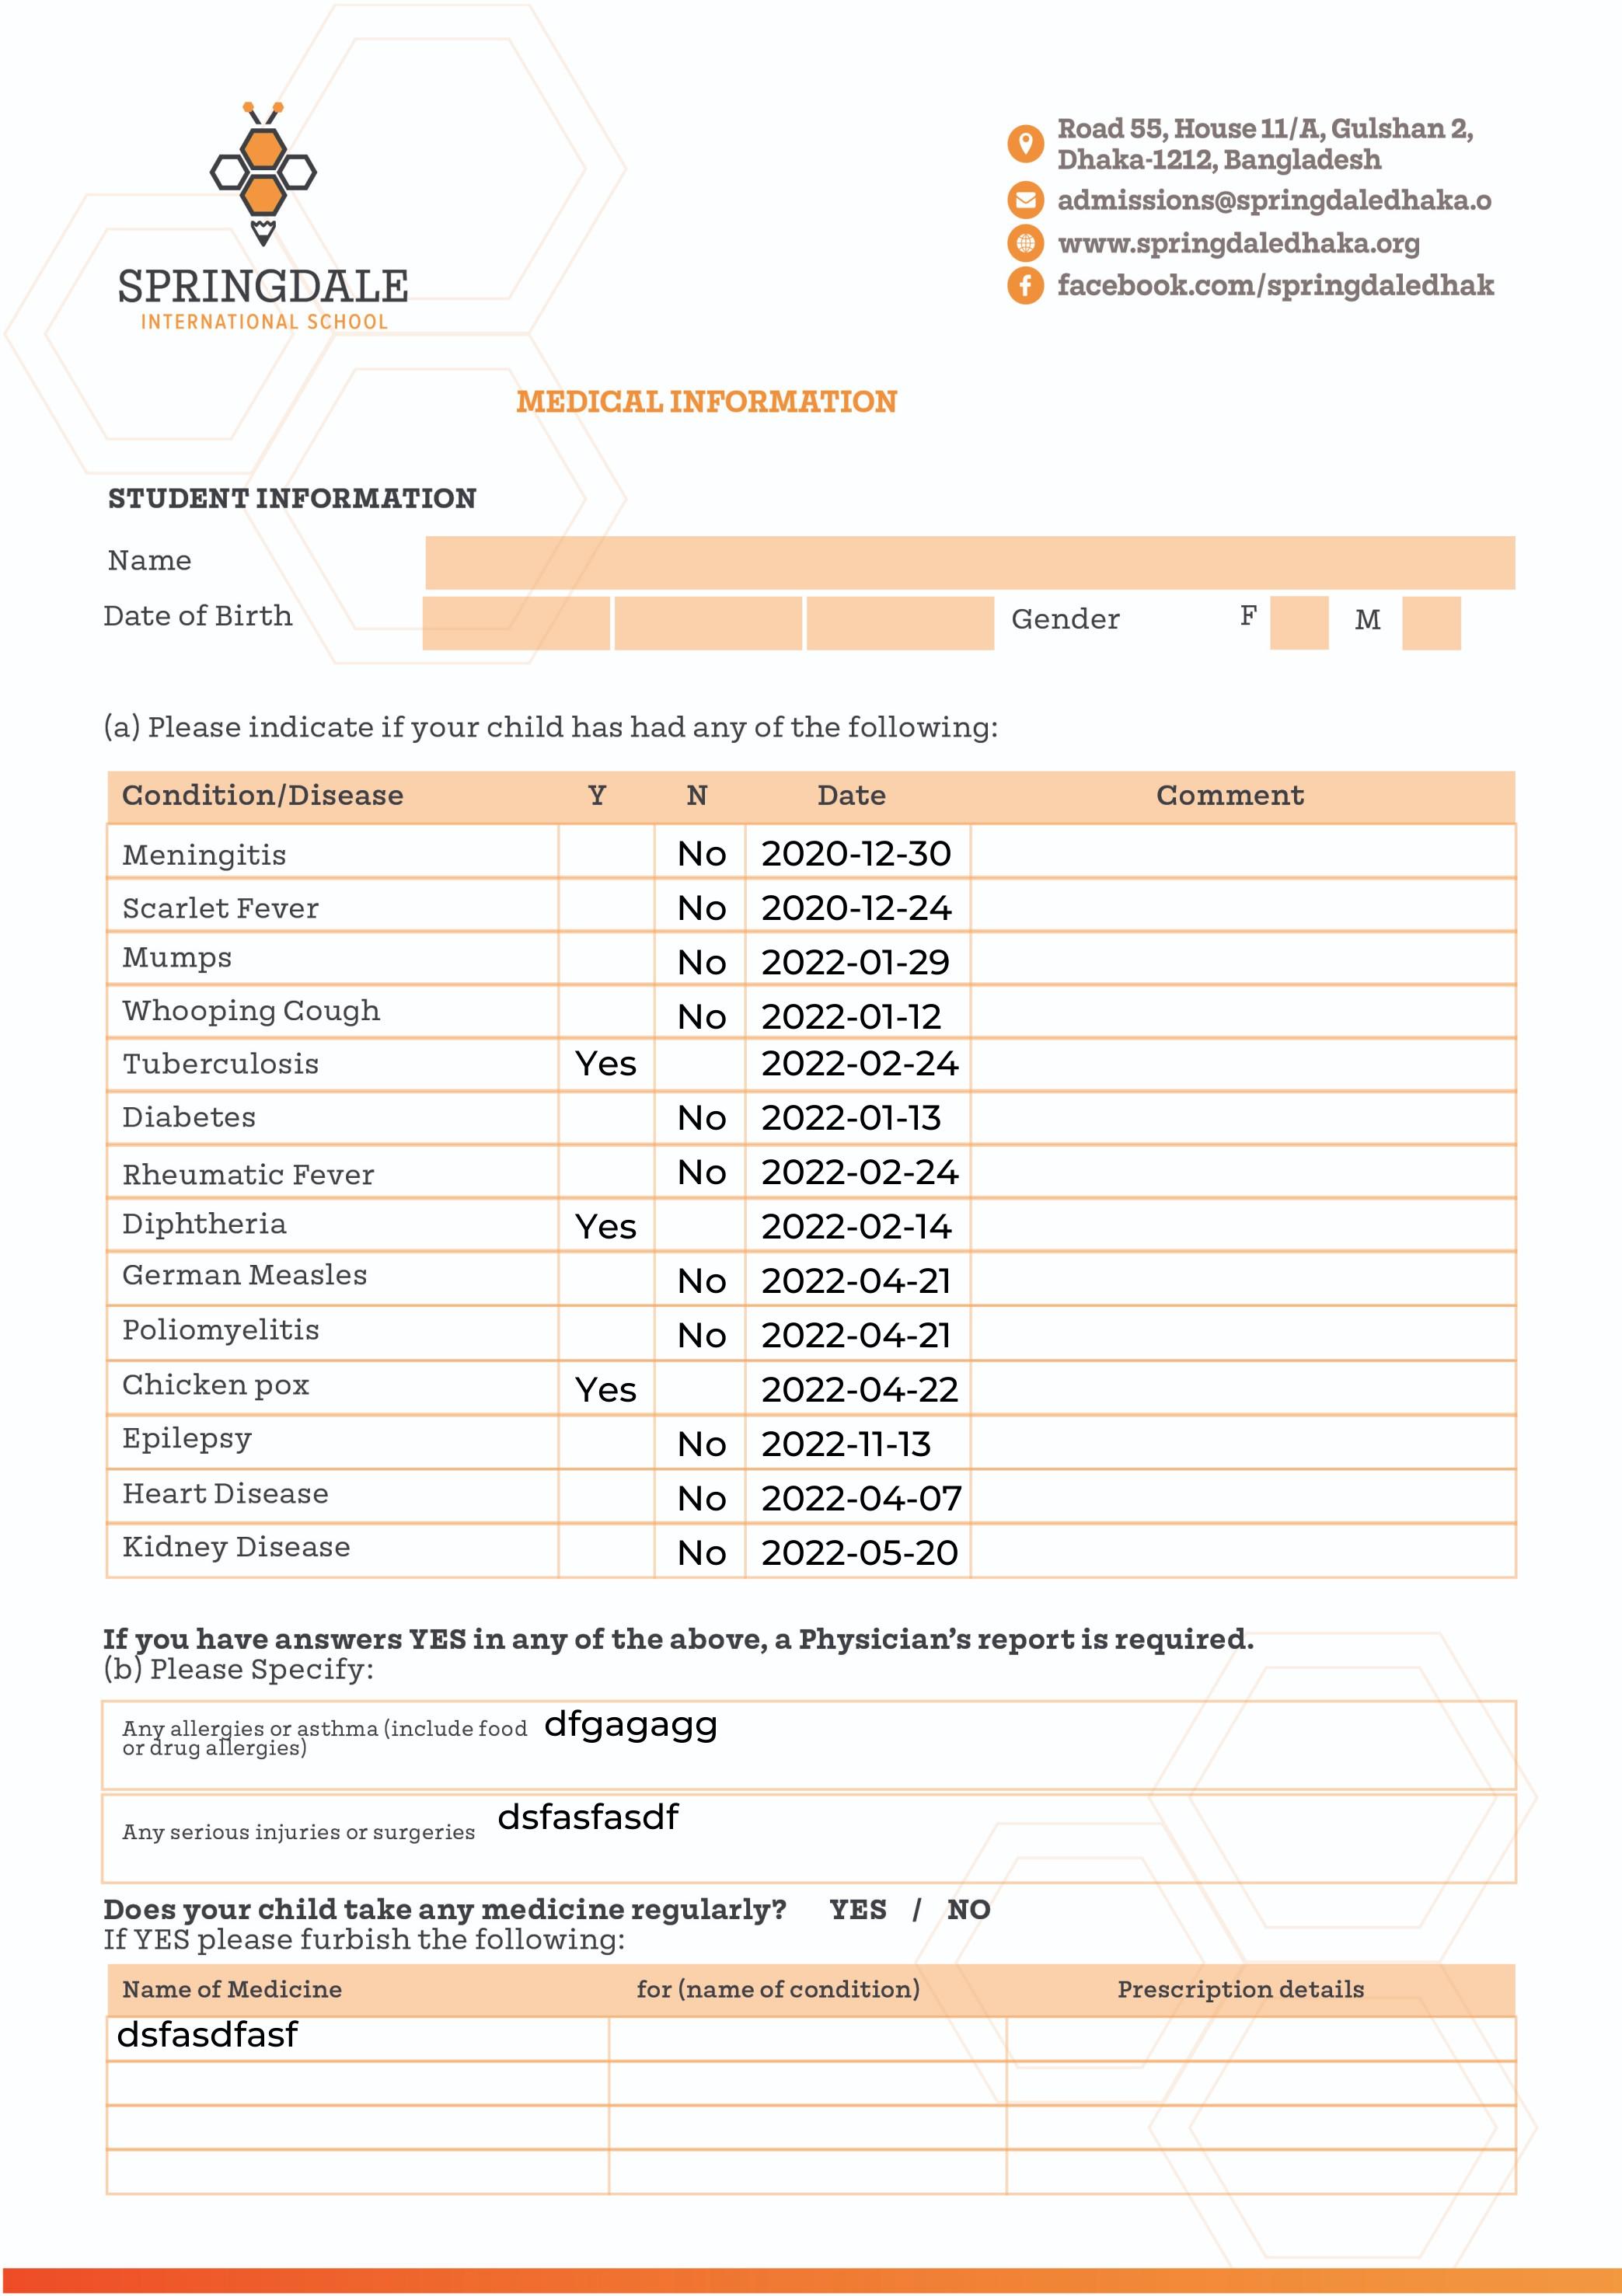 SPRINGDALE
INTERNATIONAL SCHOOL
Road 55, House 11/A, Gulshan 2,
Dhaka-1212, Bangladesh
admissions@springdaledhaka.o
www.springdaledhaka.org
facebook.com/springdaledhak
MEDICAL INFORMATION
STUDENT INFORMATION
Name
Date of Birth Gender F M
(a) Please indicate if your child has had any of the following:
Condition/Disease Y N Date Comment
Meningitis No 2020-12-30
Scarlet Fever No 2020-12-24
Mumps No 2022-01-29
Whooping Cough No 2022-01-12
Tuberculosis Yes 2022-02-24
Diabetes No 2022-01-13
Rheumatic Fever No 2022-02-24
Diphtheria Yes 2022-02-14
German Measles No 2022-04-21
Poliomyelitis No 2022-04-21
Chicken pox Yes 2022-04-22
Epilepsy No 2022-11-13
Heart Disease No 2022-04-07
Kidney Disease No 2022-05-20
If you have answers YES in any of the above, a Physician's report is required.
(b) Please Specify:
Any allergies or asthma (include food dfgagagg
or drug allergies)
Any serious injuries or surgeries dsfasfasdf
Does your child take any medicine regularly? YES / NO
If YES please furbish the following:
Name of Medicine for (name of condition) Prescription details
dsfasdfasf